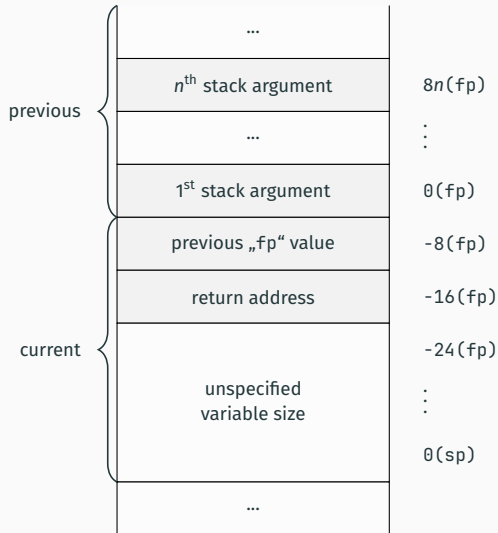 ...
nth stack argument 8n(fp)
previous
... ⋮
1st stack argument 0(fp)
previous „fp“ value -8(fp)
return address -16(fp)
current -24(fp)
unspecified
variable size
⋮
0(sp)
...